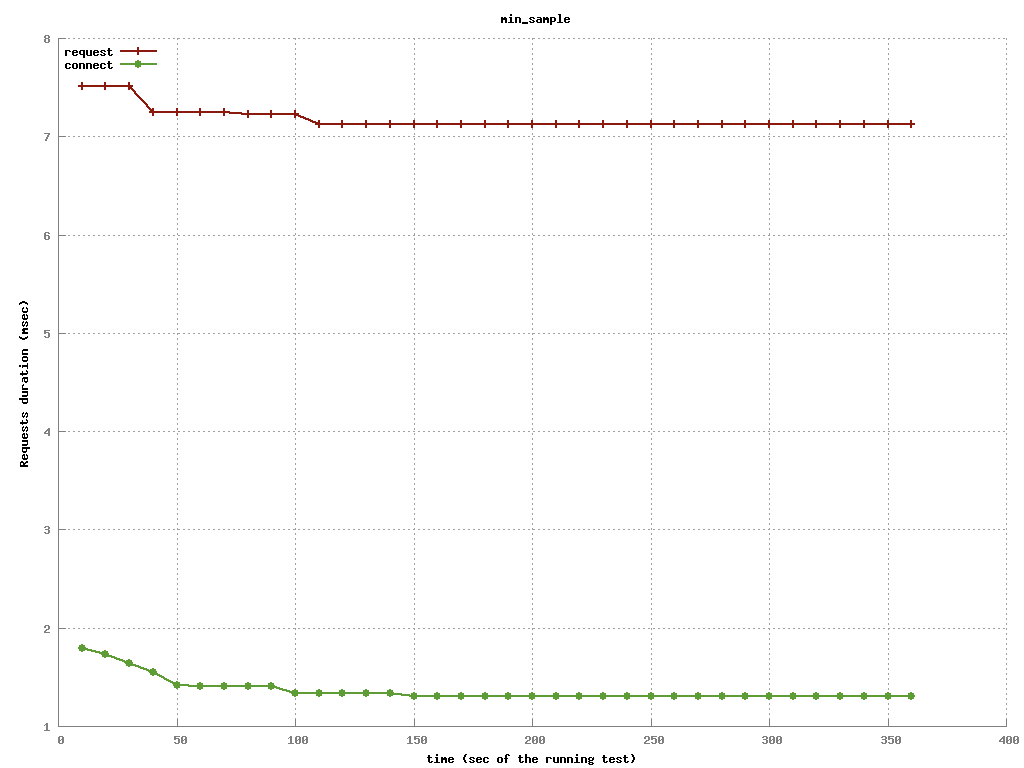 min_sample
request
connect
8
7
6
5
4
3
2
1
Requests duration (msec)
0 50 100 150 200 250 300 350 400
time (sec of the running test)